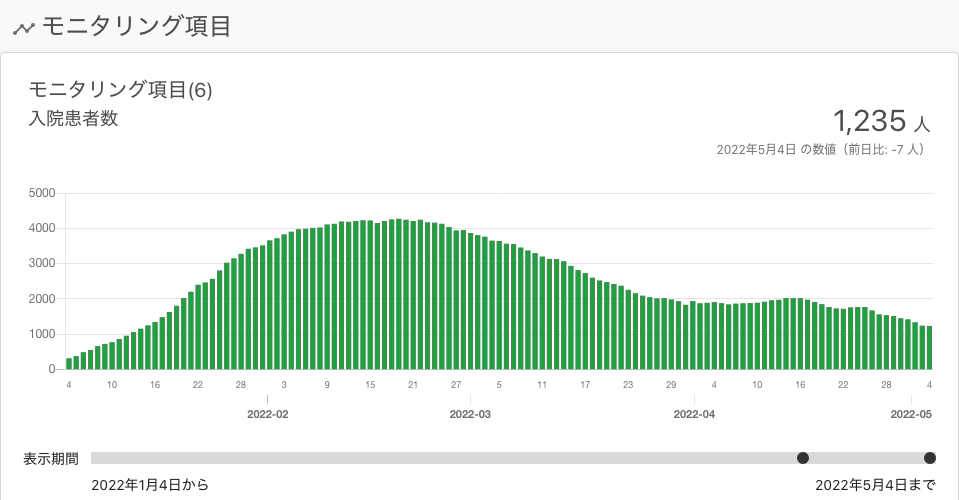 モニタリング項目
モニタリング項目(6)
入院患者数
1,235 人
2022年5月4日 の数値（前日比: -7 人）
5000
4000
3000
2000
1000
0
4 10 16 22 28 3 9 15 21 27 5 11 17 23 29 4 10 16 22 28 4
2022-02 2022-03 2022-04 2022-05
表示期間
2022年1月4日から 2022年5月4日まで